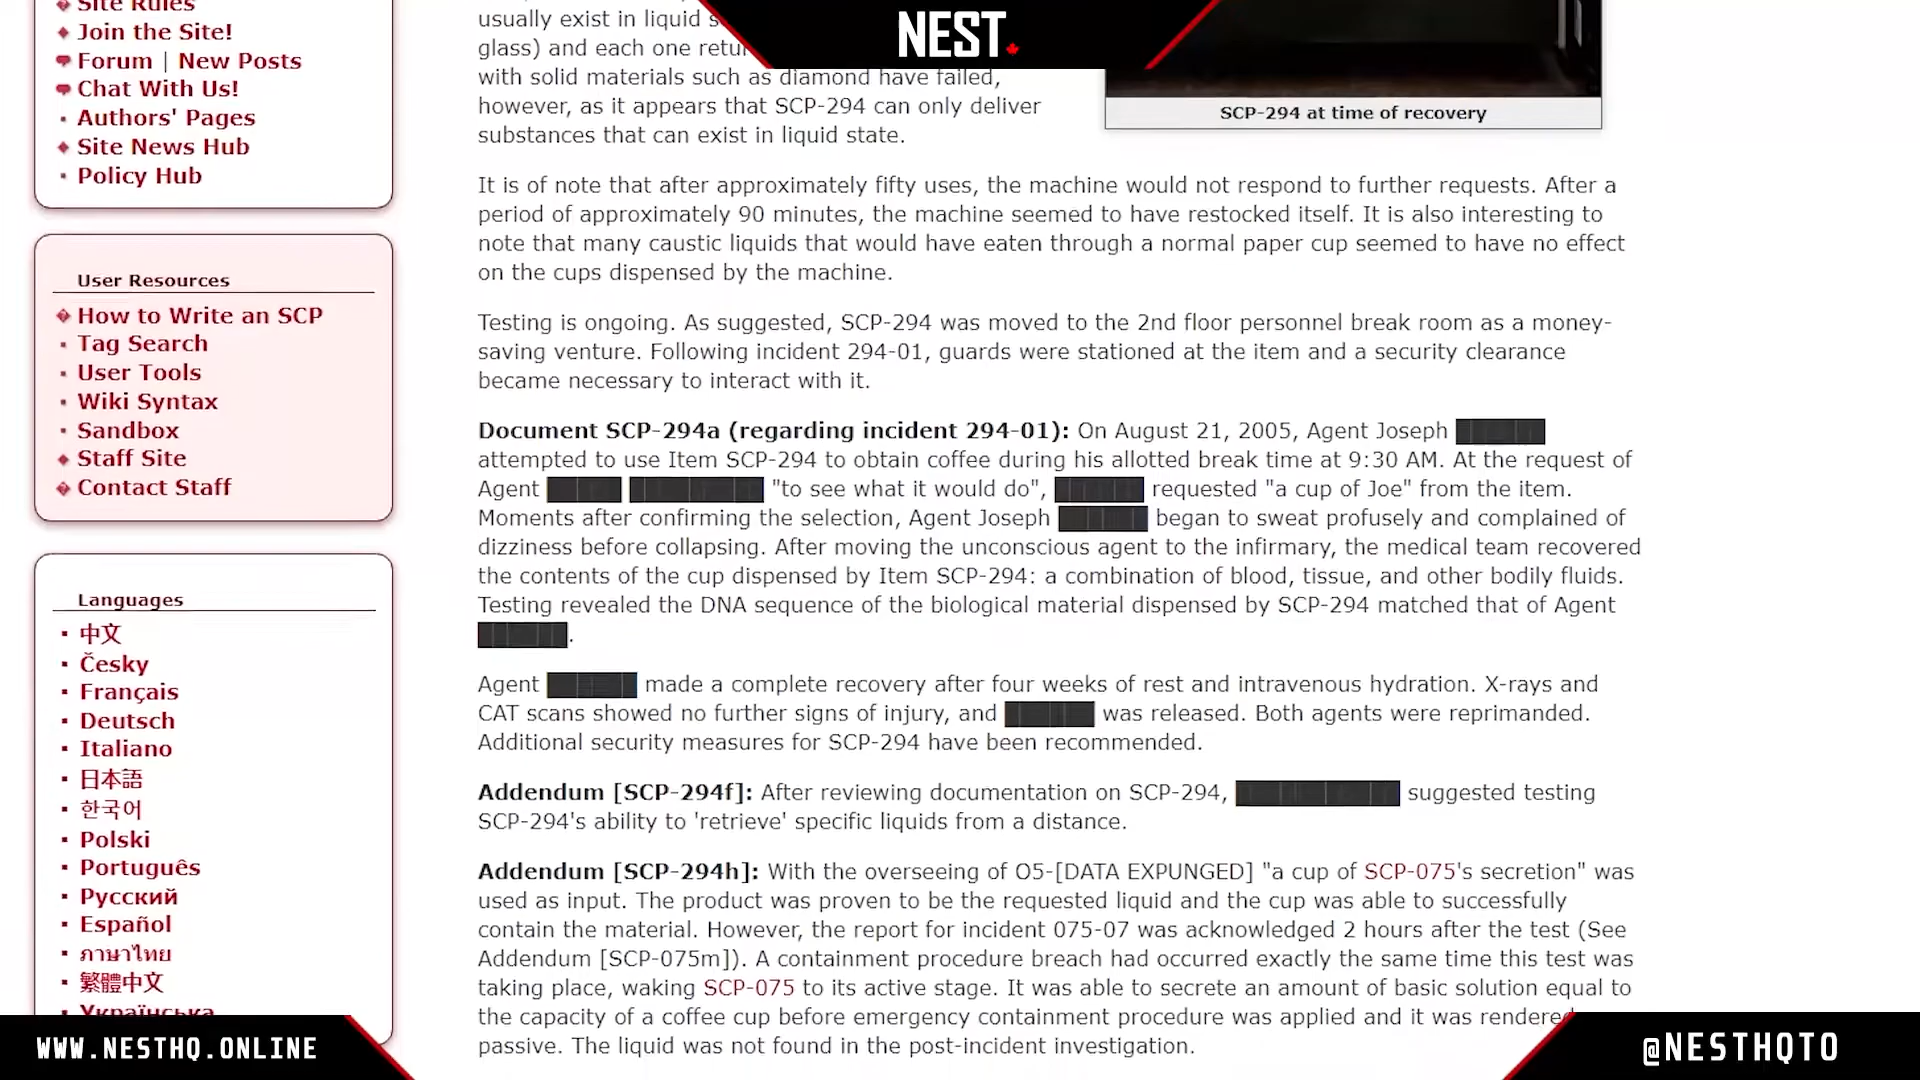 Site Rules
Join the Site!
Forum | New Posts
Chat With Us!
Authors' Pages
Site News Hub
Policy Hub
User Resources
How to Write an SCP
Tag Search
User Tools
Wiki Syntax
Sandbox
Staff Site
Contact Staff
Languages
中文
Česky
Français
Deutsch
Italiano
日本語
한국어
Polski
Português
Русский
Español
ภาษาไทย
繁體中文
Українська
NEST
usually exist in liquid
glass) and each one
with solid materials such as diamond have failed,
however, as it appears that SCP-294 can only deliver
substances that can exist in liquid state.
SCP-294 at time of recovery
It is of note that after approximately fifty uses, the machine would not respond to further requests. After a
period of approximately 90 minutes, the machine seemed to have restocked itself. It is also interesting to
note that many caustic liquids that would have eaten through a normal paper cup seemed to have no effect
on the cups dispensed by the machine.
Testing is ongoing. As suggested, SCP-294 was moved to the 2nd floor personnel break room as a money-
saving venture. Following incident 294-01, guards were stationed at the item and a security clearance
became necessary to interact with it.
Document SCP-294a (regarding incident 294-01): On August 21, 2005, Agent Joseph
attempted to use Item SCP-294 to obtain coffee during his allotted break time at 9:30 AM. At the request of
Agent "to see what it would do", requested "a cup of Joe" from the item.
Moments after confirming the selection, Agent Joseph began to sweat profusely and complained of
dizziness before collapsing. After moving the unconscious agent to the infirmary, the medical team recovered
the contents of the cup dispensed by Item SCP-294: a combination of blood, tissue, and other bodily fluids.
Testing revealed the DNA sequence of the biological material dispensed by SCP-294 matched that of Agent
.
Agent made a complete recovery after four weeks of rest and intravenous hydration. X-rays and
CAT scans showed no further signs of injury, and was released. Both agents were reprimanded.
Additional security measures for SCP-294 have been recommended.
Addendum [SCP-294f]: After reviewing documentation on SCP-294, suggested testing
SCP-294's ability to 'retrieve' specific liquids from a distance.
Addendum [SCP-294h]: With the overseeing of O5-[DATA EXPUNGED] "a cup of SCP-075's secretion" was
used as input. The product was proven to be the requested liquid and the cup was able to successfully
contain the material. However, the report for incident 075-07 was acknowledged 2 hours after the test (See
Addendum [SCP-075m]). A containment procedure breach had occurred exactly the same time this test was
taking place, waking SCP-075 to its active stage. It was able to secrete an amount of basic solution equal to
the capacity of a coffee cup before emergency containment procedure was applied and it was rendered
passive. The liquid was not found in the post-incident investigation.
WWW.NESTHQ.ONLINE
@NESTHQTO